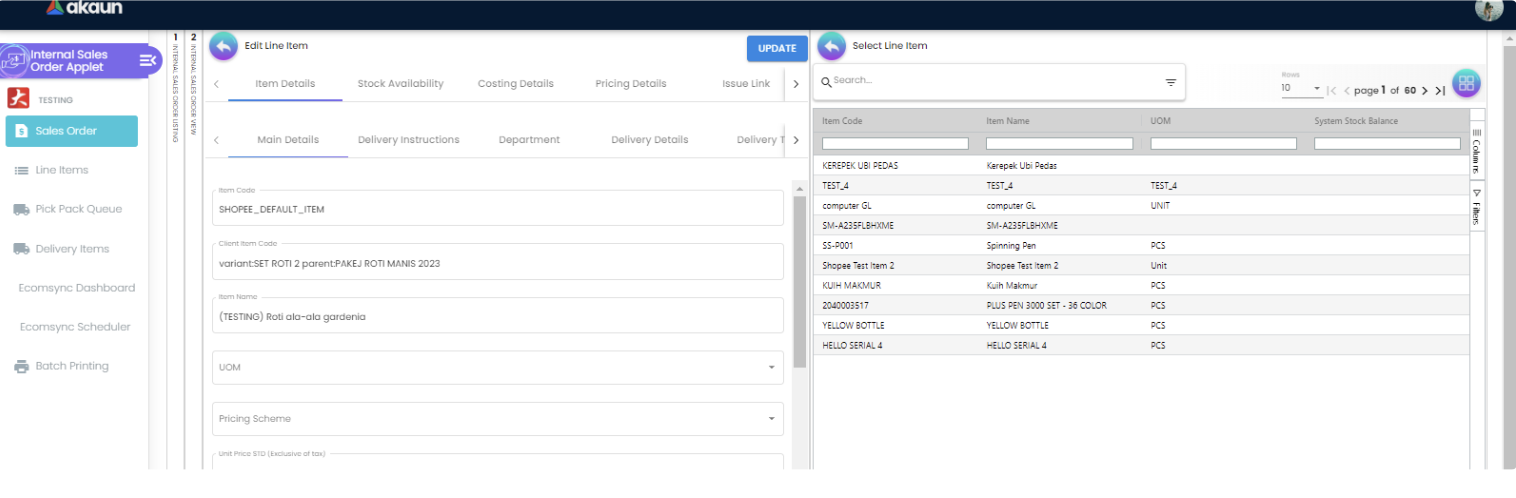 akaun
Internal Sales
Order Applet
TESTING
Sales Order
Line Items
Pick Pack Queue
Delivery Items
Ecomsync Dashboard
Ecomsync Scheduler
Batch Printing
1 INTERNAL SALES ORDER LISTING
2 INTERNAL SALES ORDER VIEW
Edit Line Item
UPDATE
Item Details Stock Availability Costing Details Pricing Details Issue Link
Main Details Delivery Instructions Department Delivery Details Delivery T
Item Code
SHOPEE_DEFAULT_ITEM
Client Item Code
variant:SET ROTI 2 parent:PAKEJ ROTI MANIS 2023
Item Name
(TESTING) Roti ala-ala gardenia
UOM
Pricing Scheme
Unit Price STD (Exclusive of tax)
Select Line Item
Search...
Rows
10
page 1 of 60
Item Code Item Name UOM System Stock Balance
KEREPEK UBI PEDAS Kerepek Ubi Pedas
TEST_4 TEST_4 TEST_4
computer GL computer GL UNIT
SM-A235FLBHXME SM-A235FLBHXME
SS-P001 Spinning Pen PCS
Shopee Test Item 2 Shopee Test Item 2 Unit
KUIH MAKMUR Kuih Makmur PCS
2040003517 PLUS PEN 3000 SET - 36 COLOR PCS
YELLOW BOTTLE YELLOW BOTTLE PCS
HELLO SERIAL 4 HELLO SERIAL 4 PCS
Columns
Filters